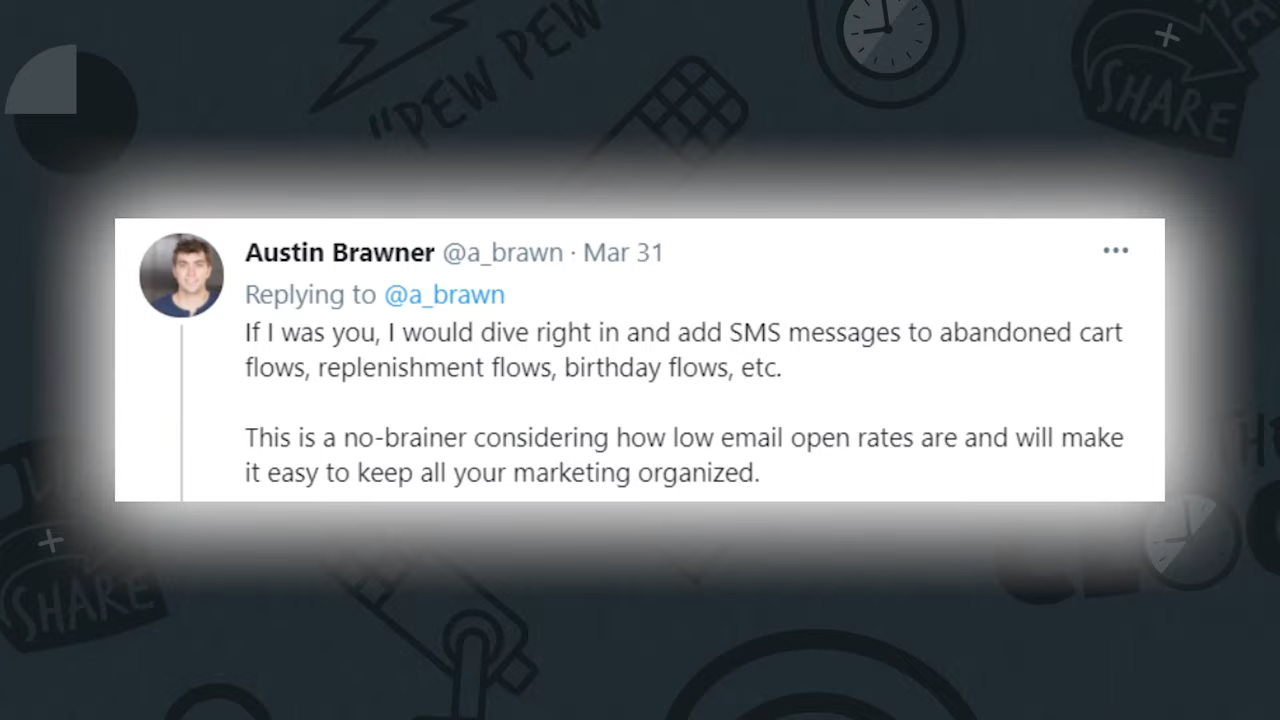 "PEW PEW
SHARE
Austin Brawner @a_brawn · Mar 31
Replying to @a_brawn
If I was you, I would dive right in and add SMS messages to abandoned cart
flows, replenishment flows, birthday flows, etc.
This is a no-brainer considering how low email open rates are and will make
it easy to keep all your marketing organized.
SHARE